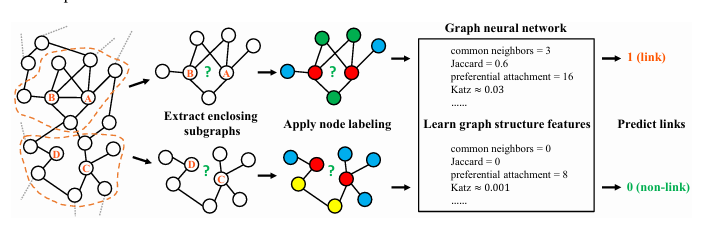 Graph neural network
common neighbors = 3
Jaccard = 0.6
preferential attachment = 16
Katz ≈ 0.03
......
1 (link)
B
A
B
?
A
?
Extract enclosing
subgraphs
Apply node labeling
Learn graph structure features
Predict links
D
C
D
?
C
?
common neighbors = 0
Jaccard = 0
preferential attachment = 8
Katz ≈ 0.001
......
0 (non-link)